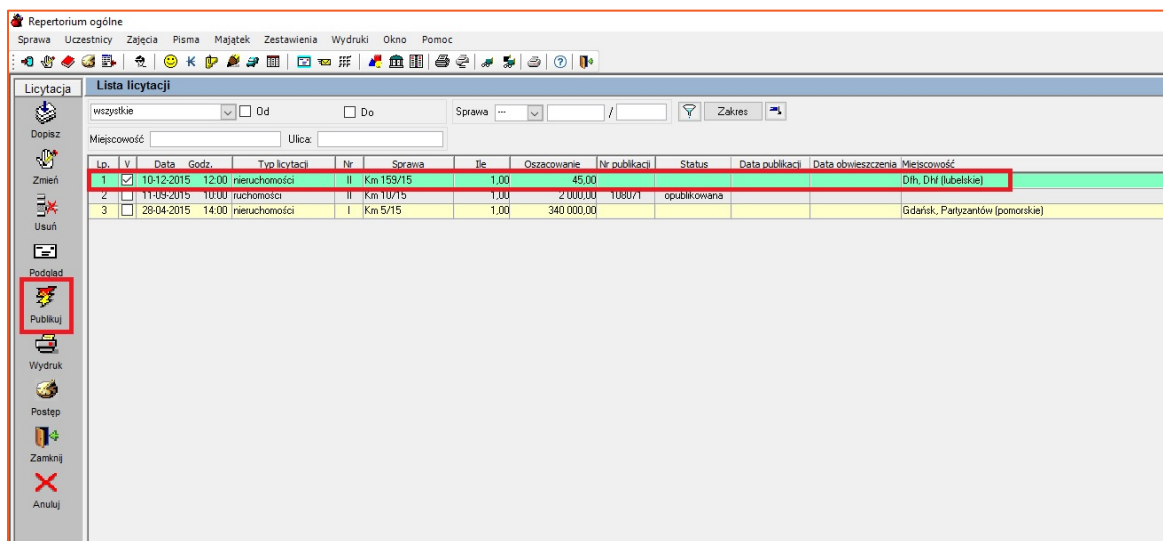 Repertorium ogólne
Sprawa Uczestnicy Zajęcia Pisma Majątek Zestawienia Wydruki Okno Pomoc
Licytacja Lista licytacji
wszystkie Od Do Sprawa --- / Zakres
Miejscowość Ulica:
Lp. V Data Godz. Typ licytacji Nr Sprawa Ile Oszacowanie Nr publikacji Status Data publikacji Data obwieszczenia Miejscowość
1 10-12-2015 12:00 nieruchomości II Km 159/15 1,00 45,00 Dfh, Dhf (lubelskie)
2 11-09-2015 10:00 ruchomości II Km 10/15 1,00 2 000,00 108071 opublikowana
3 28-04-2015 14:00 nieruchomości I Km 5/15 1,00 340 000,00 Gdańsk, Partyzantów (pomorskie)
Dopisz
Zmień
Usuń
Podgląd
Publikuj
Wydruk
Postęp
Zamknij
Anuluj